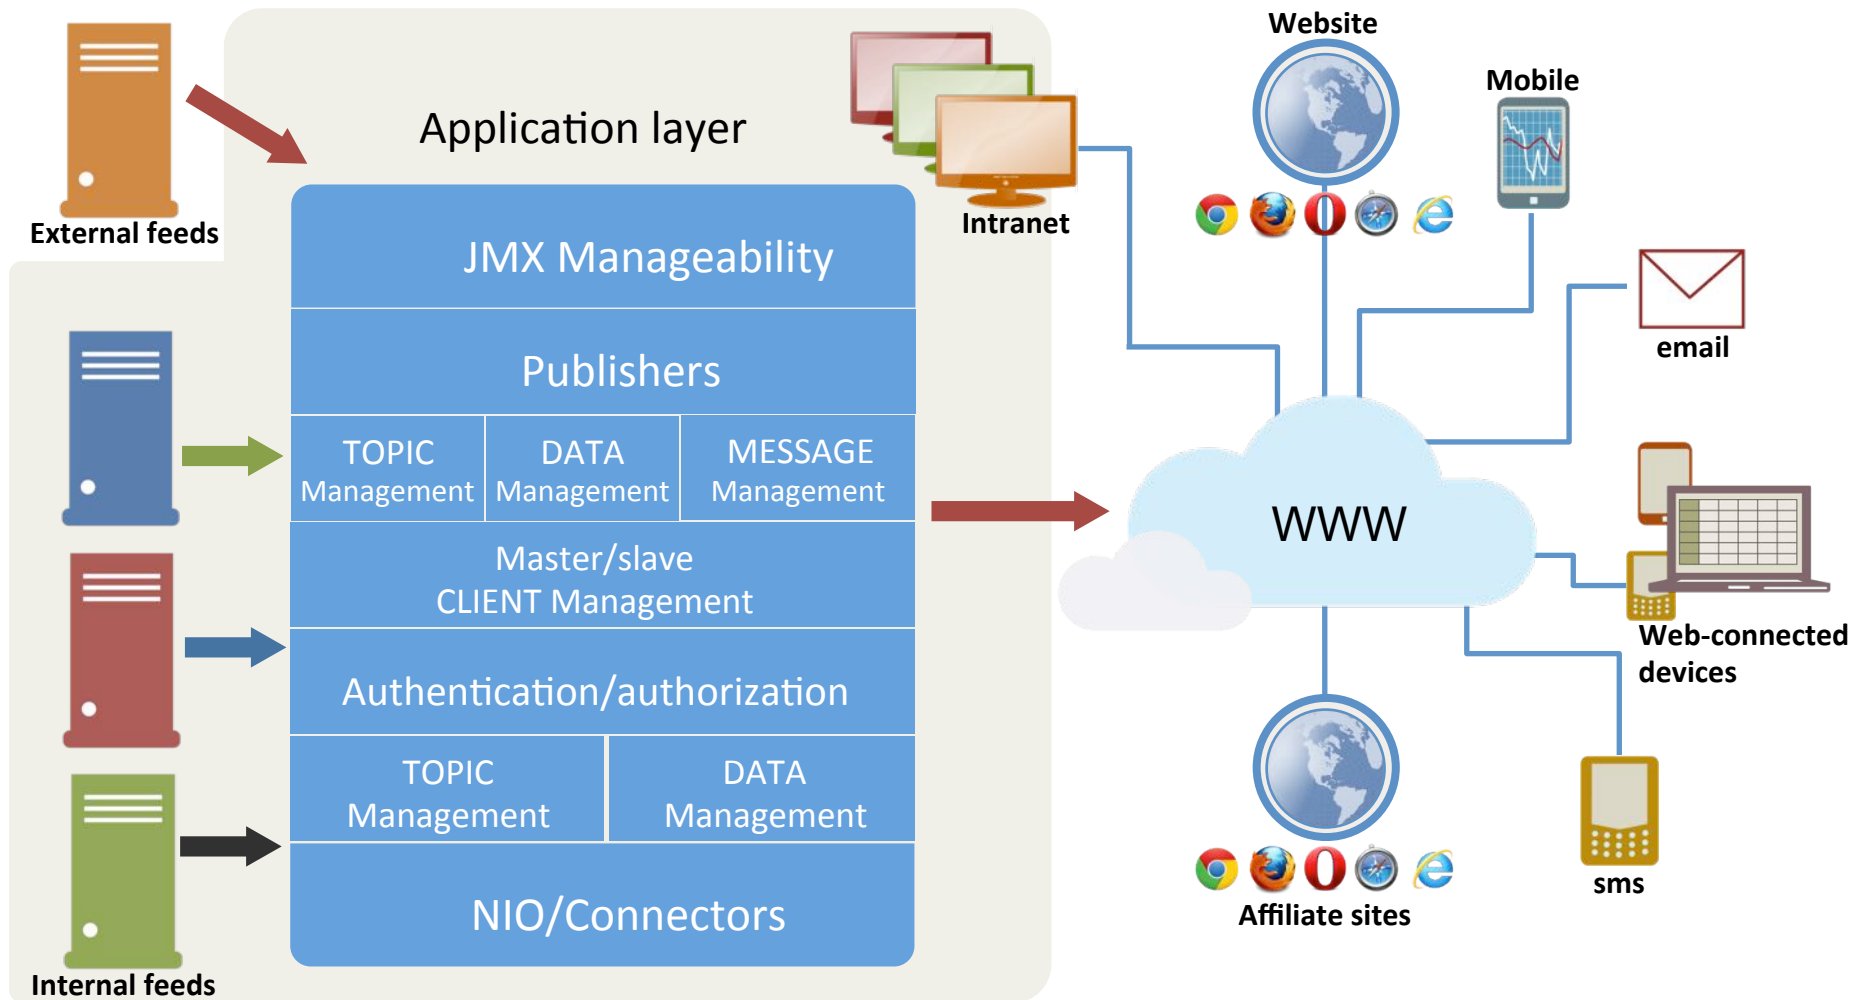 Website
Mobile
Application layer
External feeds
Intranet
JMX Manageability
email
Publishers
TOPIC
Management
DATA
Management
MESSAGE
Management
WWW
Master/slave
CLIENT Management
Web-connected
devices
Authentication/authorization
TOPIC
Management
DATA
Management
sms
NIO/Connectors
Affiliate sites
Internal feeds